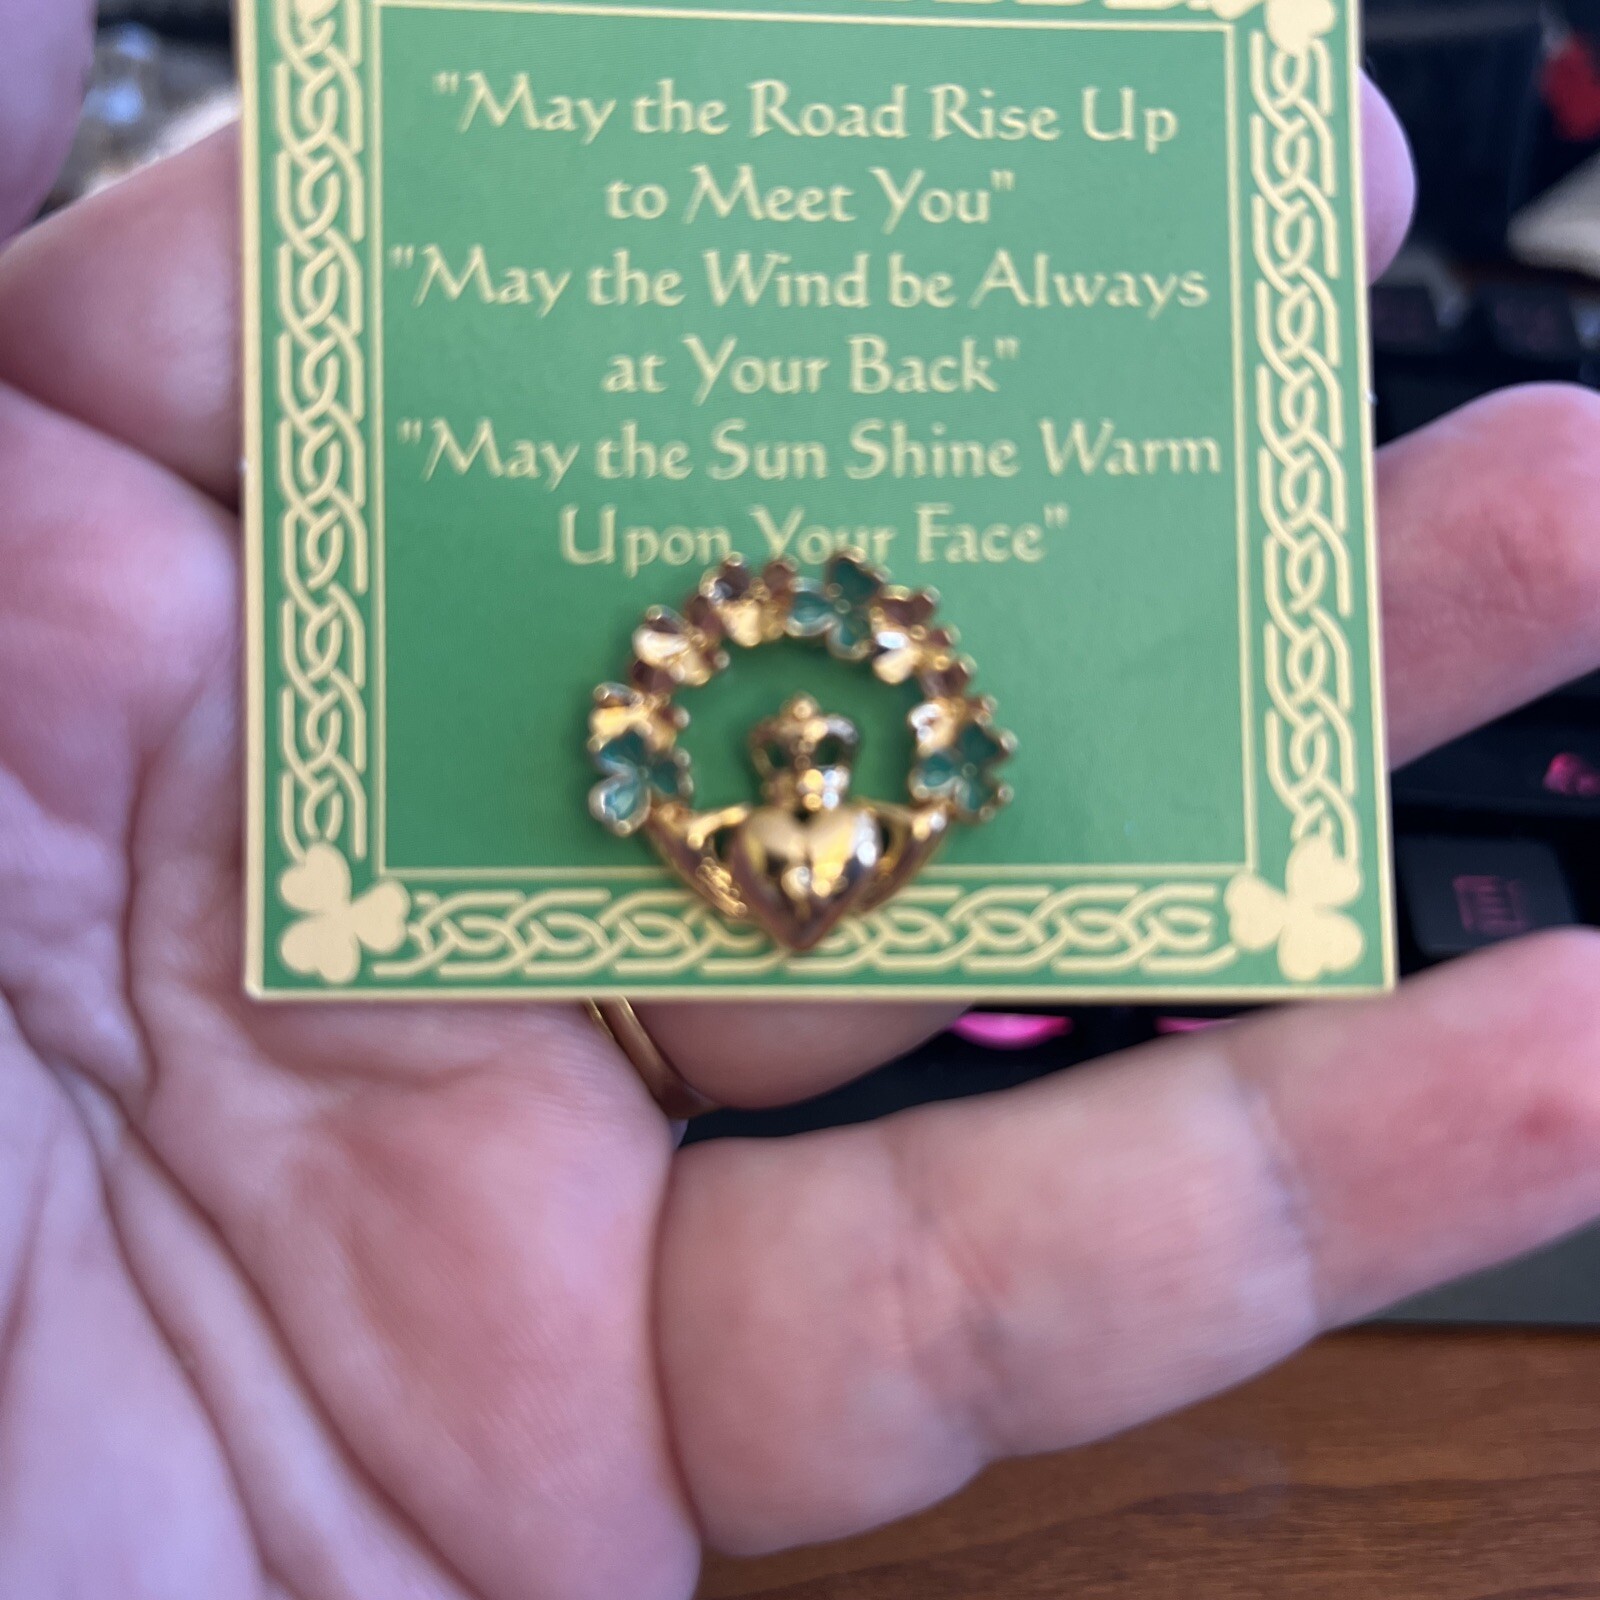 "May the Road Rise Up
to Meet You"
"May the Wind be Always
at Your Back"
"May the Sun Shine Warm
Upon Your Face"